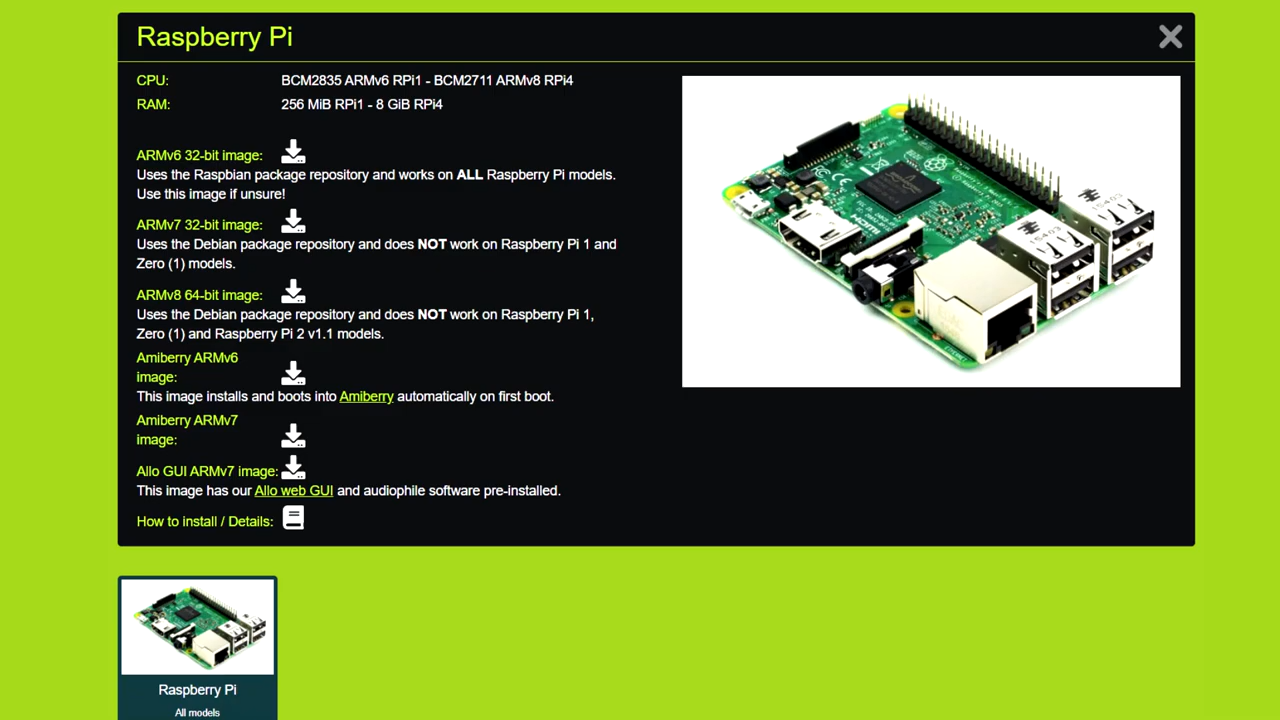 Raspberry Pi
CPU: BCM2835 ARMv6 RPi1 - BCM2711 ARMv8 RPi4
RAM: 256 MiB RPi1 - 8 GiB RPi4
ARMv6 32-bit image:
Uses the Raspbian package repository and works on ALL Raspberry Pi models.
Use this image if unsure!
ARMv7 32-bit image:
Uses the Debian package repository and does NOT work on Raspberry Pi 1 and
Zero (1) models.
ARMv8 64-bit image:
Uses the Debian package repository and does NOT work on Raspberry Pi 1,
Zero (1) and Raspberry Pi 2 v1.1 models.
Amiberry ARMv6
image:
This image installs and boots into Amiberry automatically on first boot.
Amiberry ARMv7
image:
Allo GUI ARMv7 image:
This image has our Allo web GUI and audiophile software pre-installed.
How to install / Details:
HDMI
15403
15403
Raspberry Pi
All models